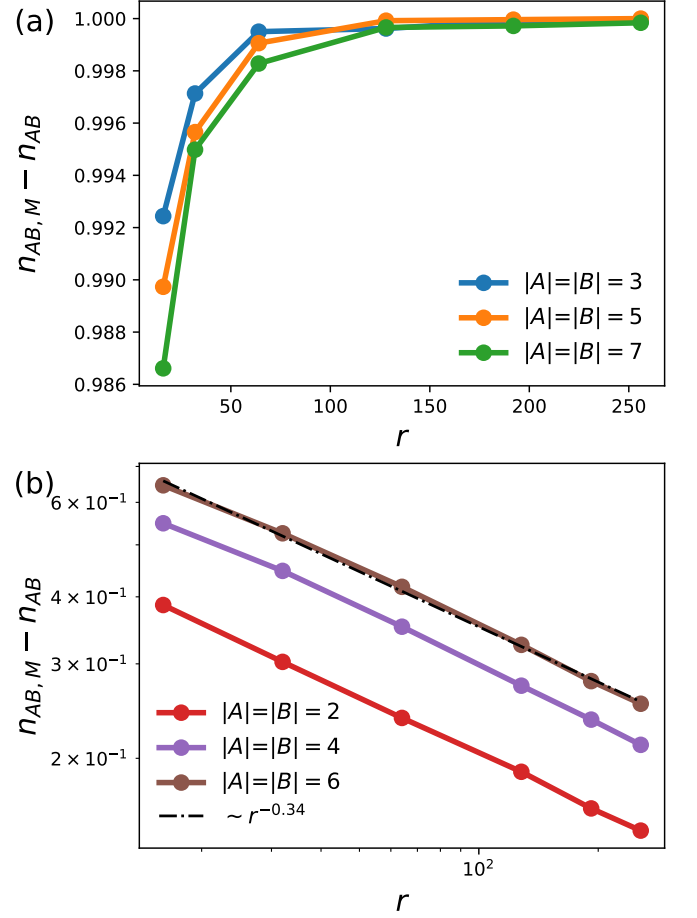 (a)
1.000
0.998
0.996
0.994
0.992
0.990
0.988
0.986
n_{AB,M} − n_{AB}
|A|=|B| = 3
|A|=|B| = 5
|A|=|B| = 7
50 100 150 200 250
r
(b)
6 × 10^{-1}
4 × 10^{-1}
3 × 10^{-1}
2 × 10^{-1}
n_{AB,M} − n_{AB}
|A|=|B| = 2
|A|=|B| = 4
|A|=|B| = 6
∼ r^{-0.34}
10^{2}
r